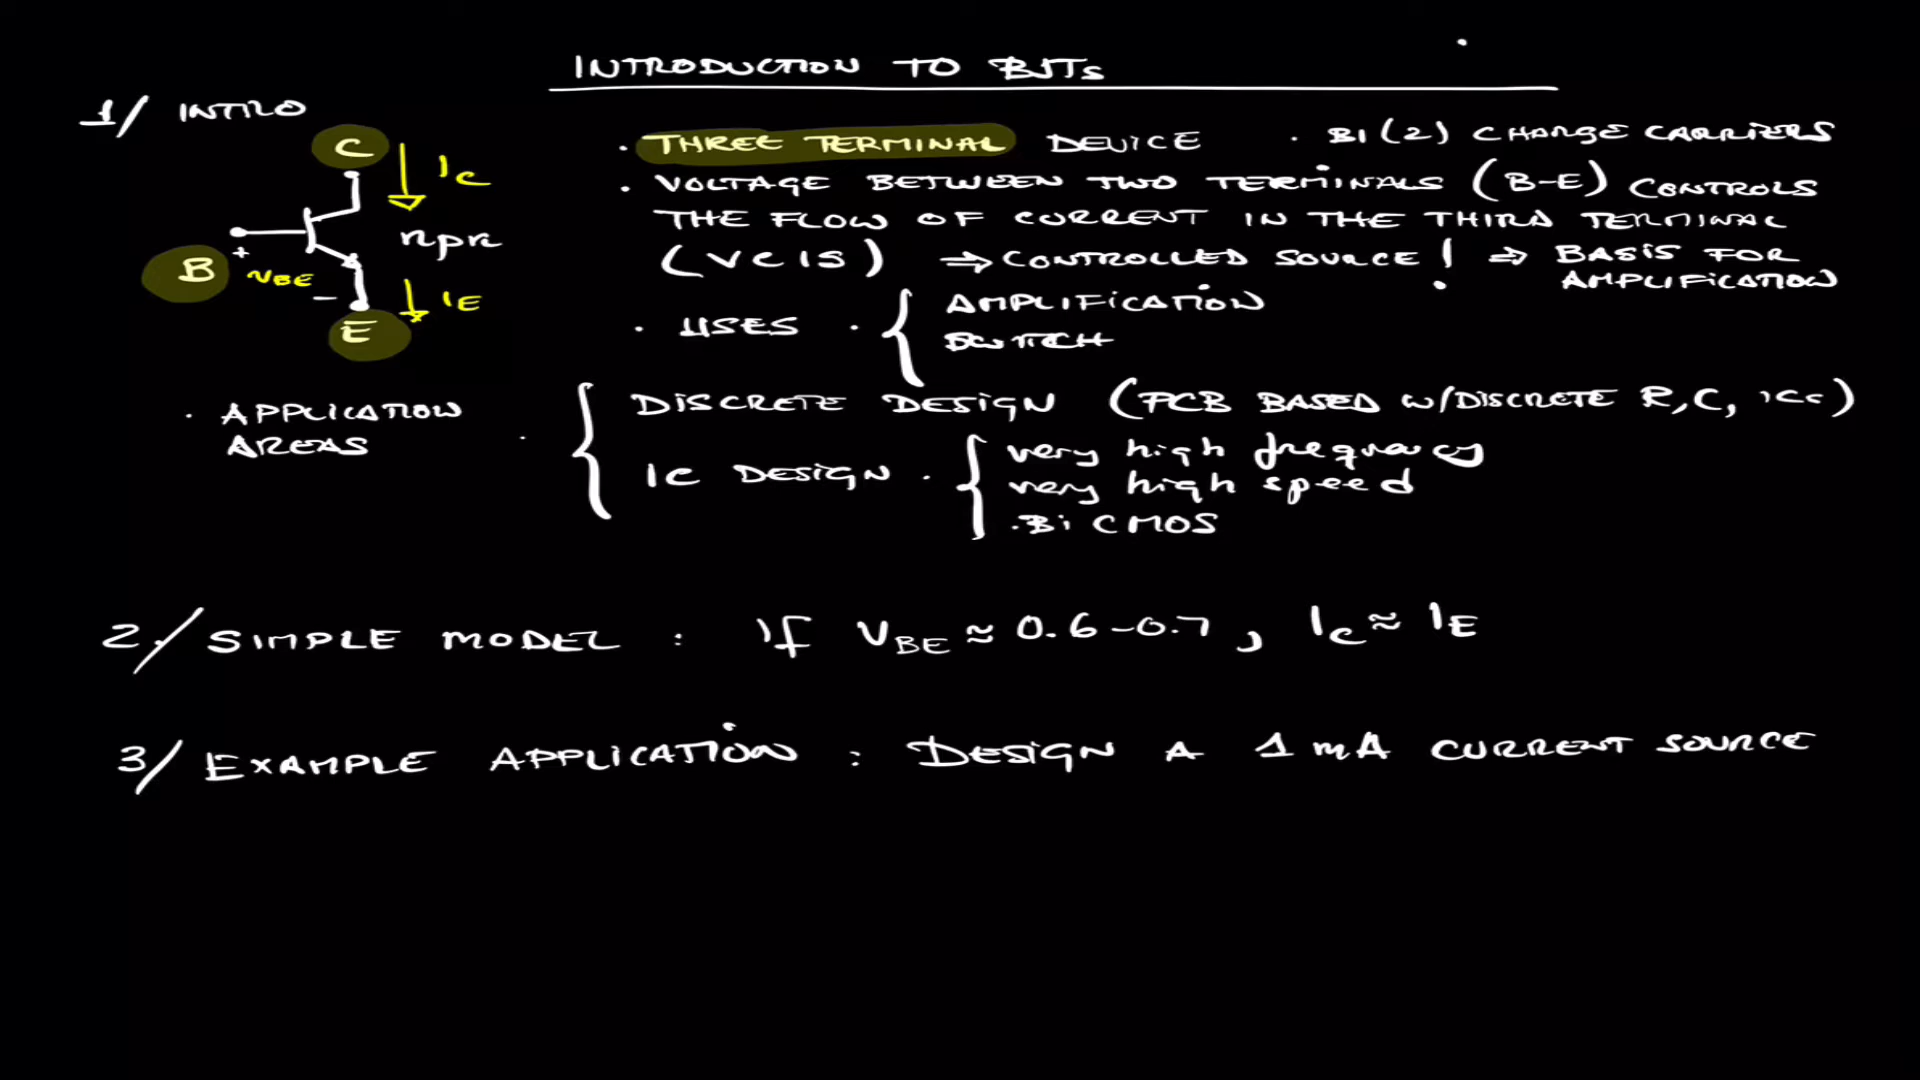 INTRODUCTION TO BJTs
1/ INTRO
C
IC
npn
B
+
VBE
−
IE
E
. THREE TERMINAL DEVICE . BI (2) CHARGE CARRIERS
. VOLTAGE BETWEEN TWO TERMINALS (B-E) CONTROLS
THE FLOW OF CURRENT IN THE THIRD TERMINAL
(VCIS) ⇒ CONTROLLED SOURCE! ⇒ BASIS FOR
AMPLIFICATION
. USES . { AMPLIFICATION
SWITCH
. APPLICATION
AREAS
. { DISCRETE DESIGN (PCB BASED W/DISCRETE R, C, ICs)
IC DESIGN . { very high frequency
very high speed
. Bi CMOS
2/ SIMPLE MODEL : If VBE ≈ 0.6-0.7, IC ≈ IE
3/ EXAMPLE APPLICATION : DESIGN A 1 mA CURRENT SOURCE